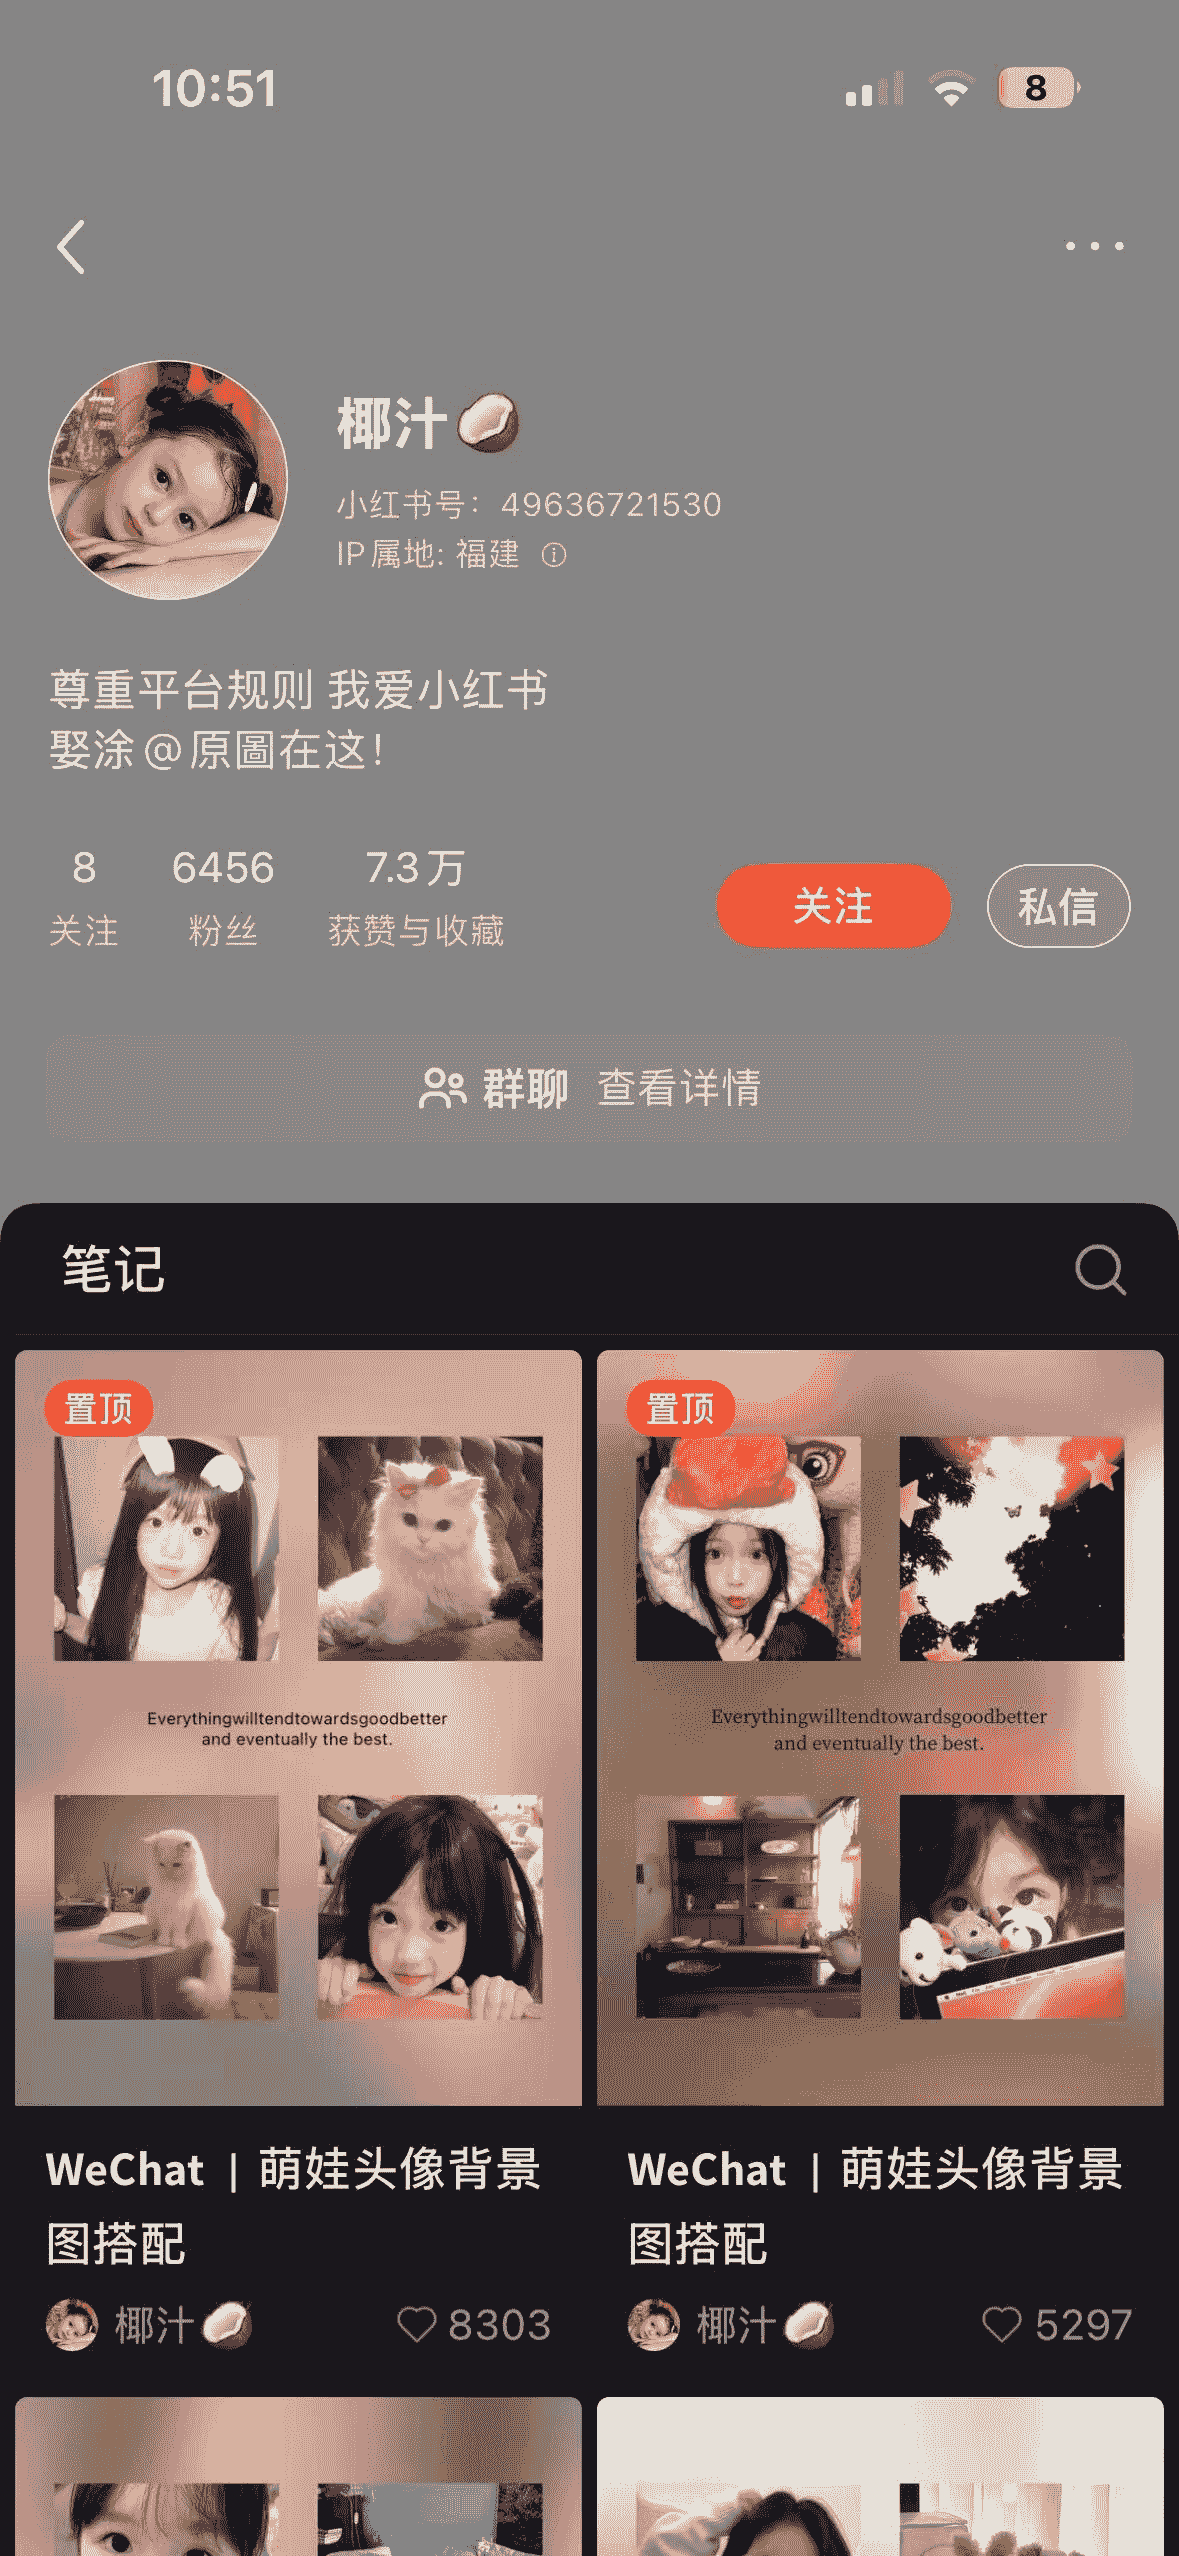 10:51
8
椰汁🥥
小红书号：49636721530
IP属地: 福建
尊重平台规则 我爱小红书
娶涂@原圖在这！
8 6456 7.3万
关注 粉丝 获赞与收藏
关注 私信
群聊 查看详情
笔记
置顶
Everythingwilltendtowardsgoodbetter
and eventually the best.
WeChat | 萌娃头像背景
图搭配
椰汁🥥 8303
置顶
Everythingwilltendtowardsgoodbetter
and eventually the best.
WeChat | 萌娃头像背景
图搭配
椰汁🥥 5297